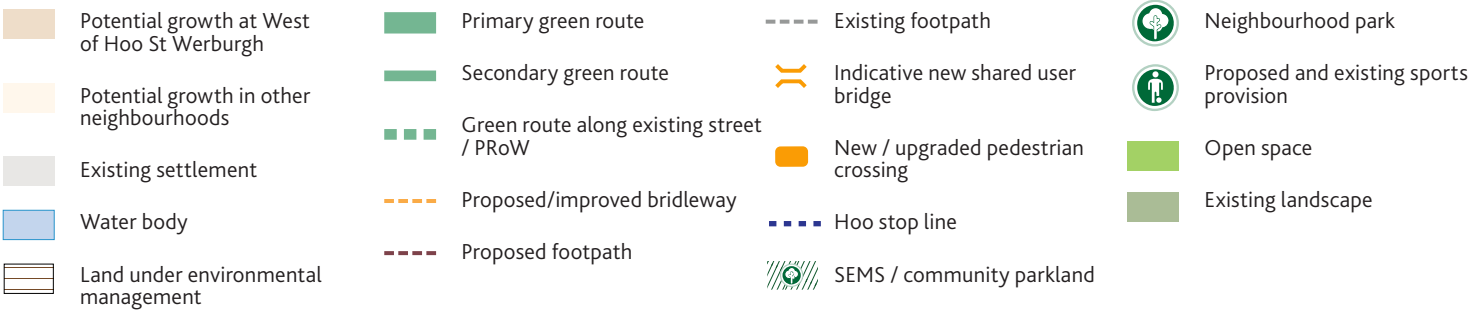 Potential growth at West
of Hoo St Werburgh
Potential growth in other
neighbourhoods
Existing settlement
Water body
Land under environmental
management
Primary green route
Secondary green route
Green route along existing street
/ PRoW
Proposed/improved bridleway
Proposed footpath
Existing footpath
Indicative new shared user
bridge
New / upgraded pedestrian
crossing
Hoo stop line
SEMS / community parkland
Neighbourhood park
Proposed and existing sports
provision
Open space
Existing landscape